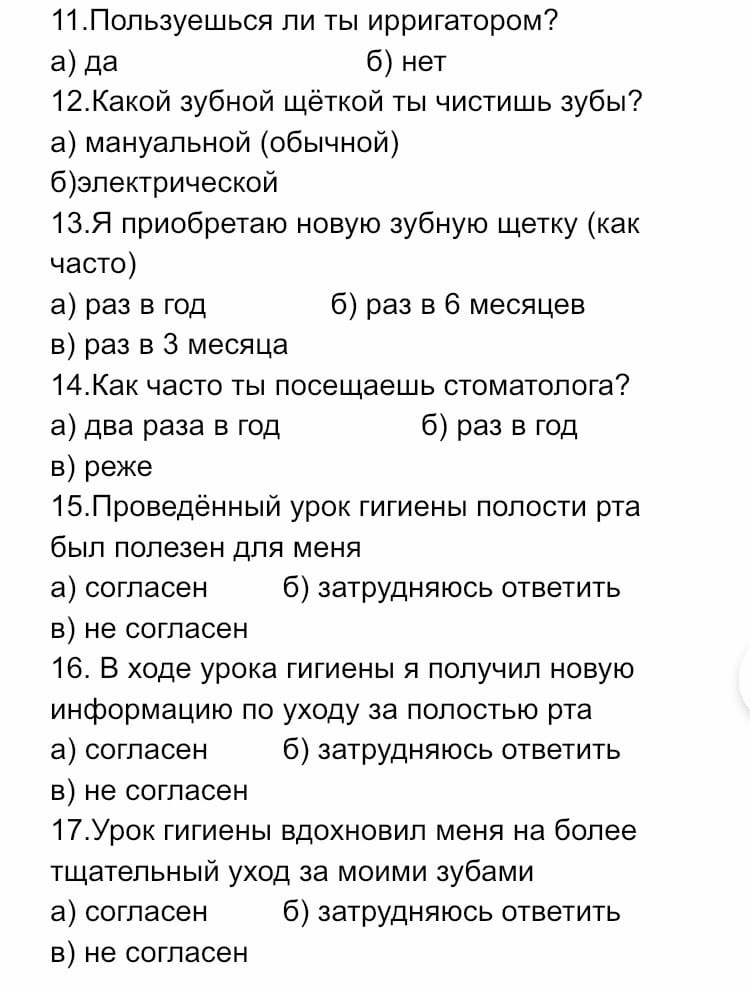 11.Пользуешься ли ты ирригатором?
а) да б) нет
12.Какой зубной щёткой ты чистишь зубы?
а) мануальной (обычной)
б)электрической
13.Я приобретаю новую зубную щетку (как
часто)
а) раз в год б) раз в 6 месяцев
в) раз в 3 месяца
14.Как часто ты посещаешь стоматолога?
а) два раза в год б) раз в год
в) реже
15.Проведённый урок гигиены полости рта
был полезен для меня
а) согласен б) затрудняюсь ответить
в) не согласен
16. В ходе урока гигиены я получил новую
информацию по уходу за полостью рта
а) согласен б) затрудняюсь ответить
в) не согласен
17.Урок гигиены вдохновил меня на более
тщательный уход за моими зубами
а) согласен б) затрудняюсь ответить
в) не согласен